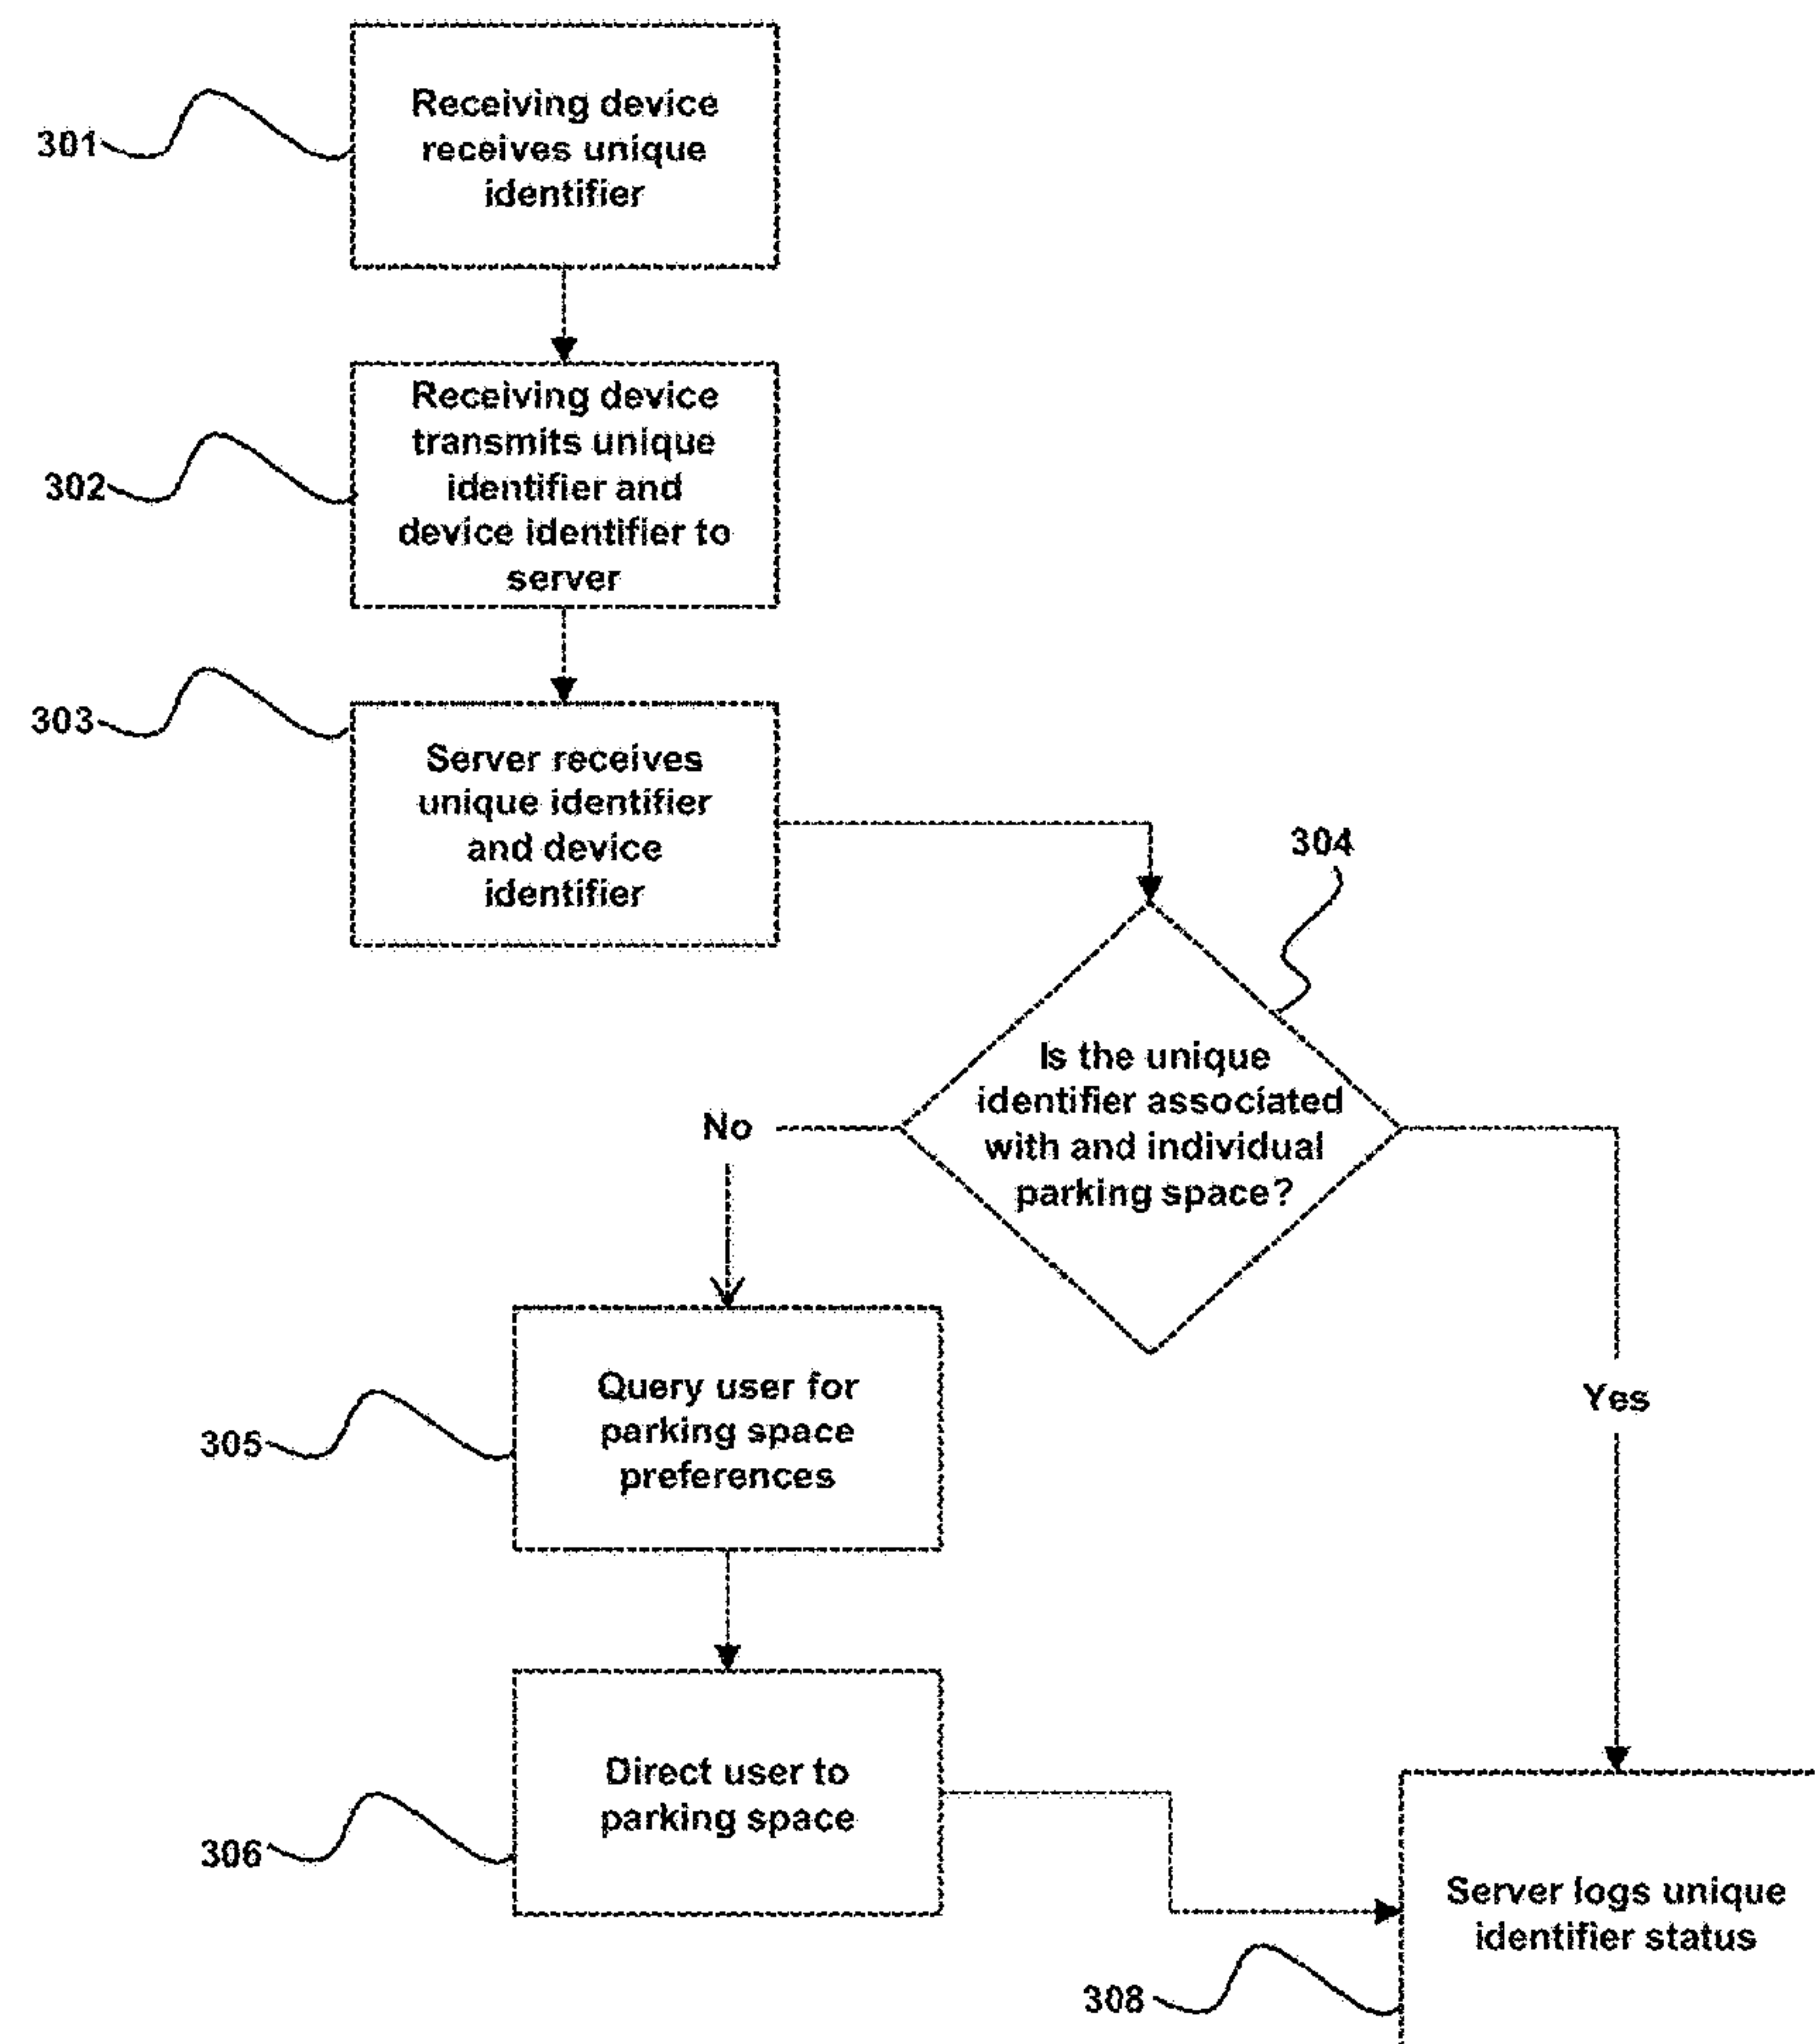 Receiving device
receives unique
identifier
301
Receiving device
transmits unique
identifier and
device identifier to
server
302
303
Server receives
unique identifier
and device
identifier
304
Is the unique
identifier associated
with and individual
parking space?
No
Yes
Query user for
parking space
preferences
305
Direct user to
parking space
306
Server logs unique
identifier status
308